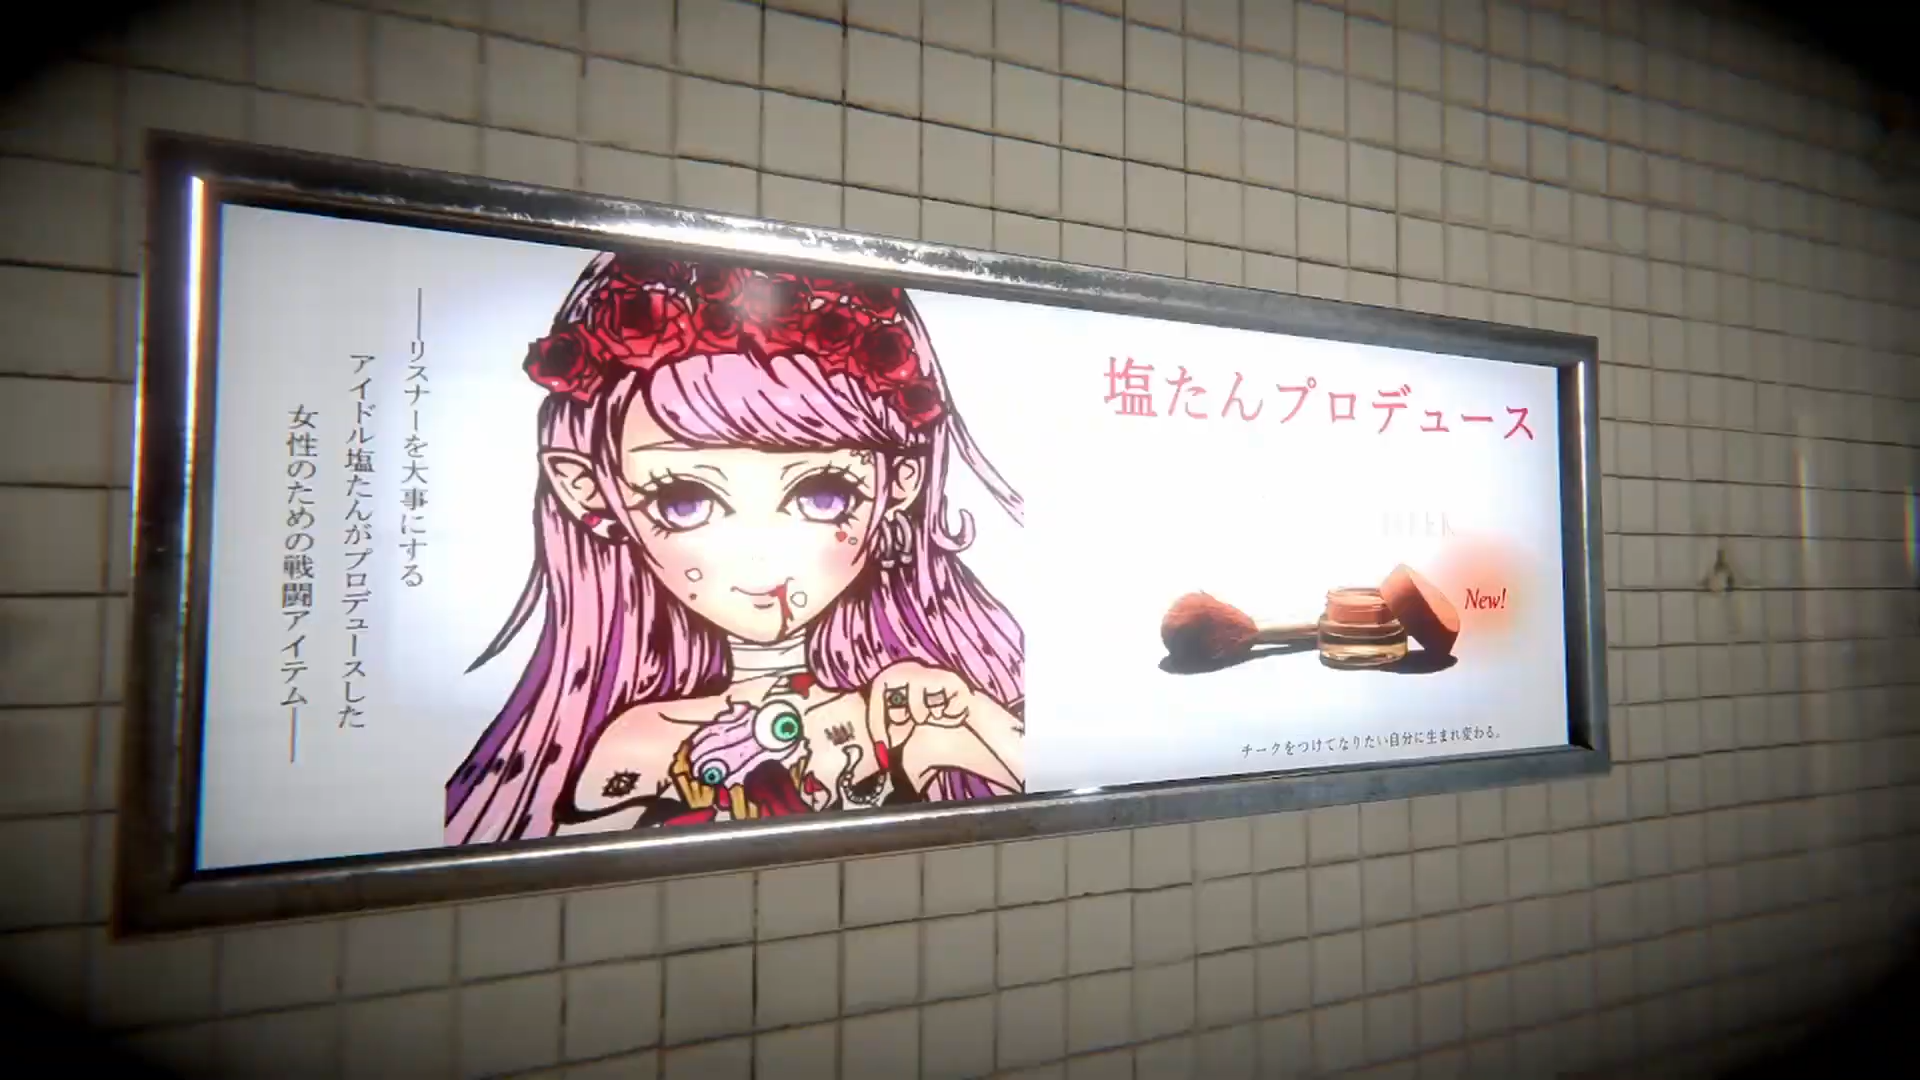 ――リスナーを大事にする
アイドル塩たんがプロデュースした
女性のための戦闘アイテム――
塩たんプロデュース
New!
チークをつけてなりたい自分に生まれ変わる。